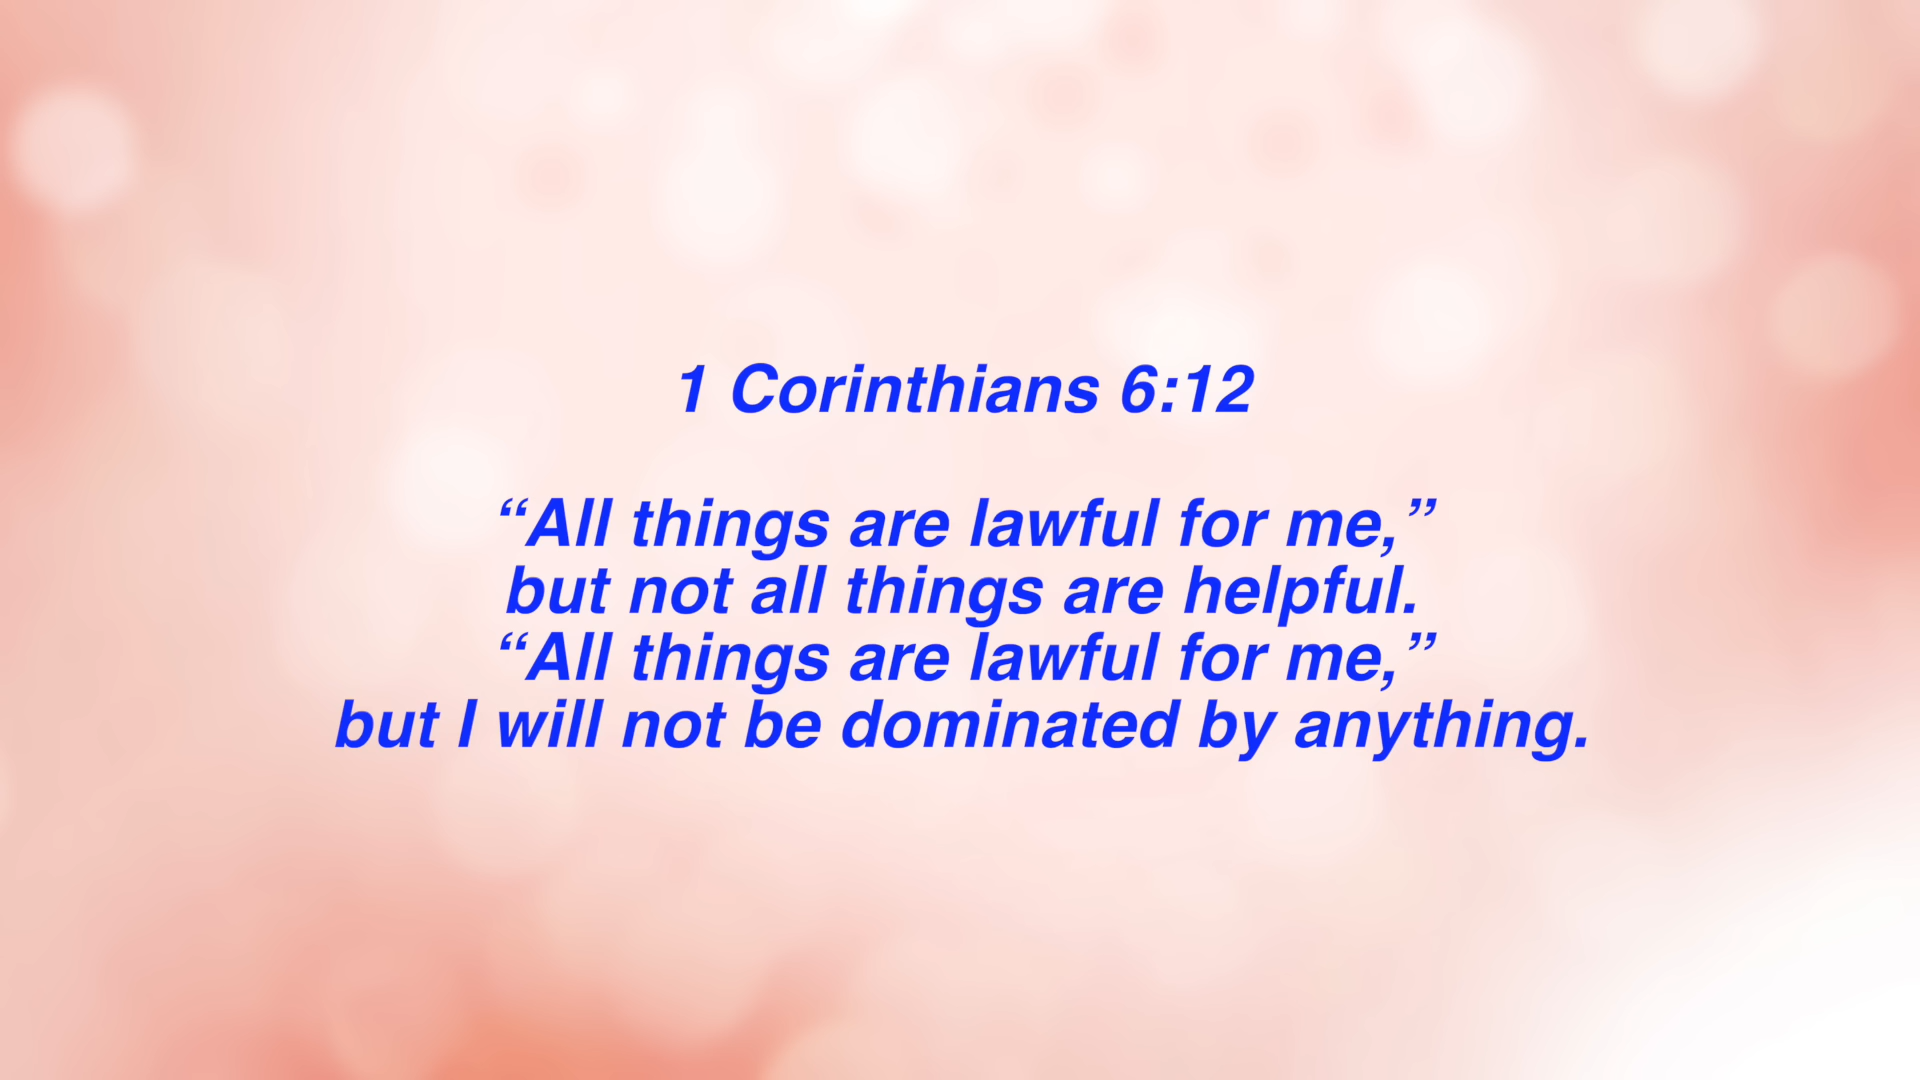 1 Corinthians 6:12
“All things are lawful for me,”
but not all things are helpful.
“All things are lawful for me,”
but I will not be dominated by anything.